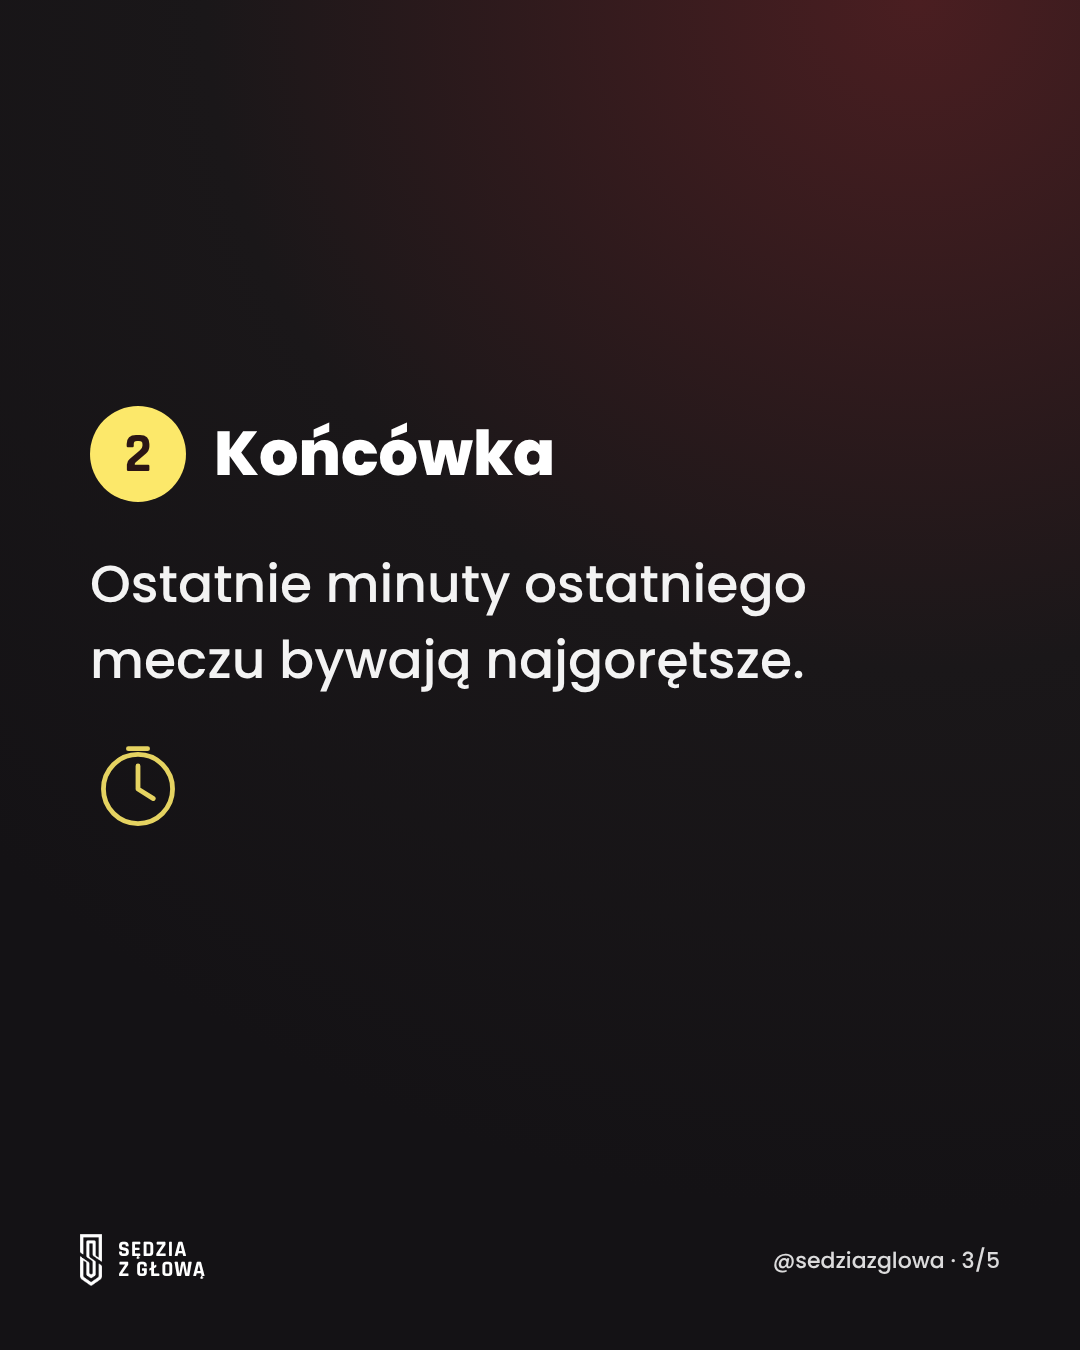 2 Końcówka
Ostatnie minuty ostatniego
meczu bywają najgorętsze.
SĘDZIA
Z GŁOWĄ
@sedziazglowa · 3/5